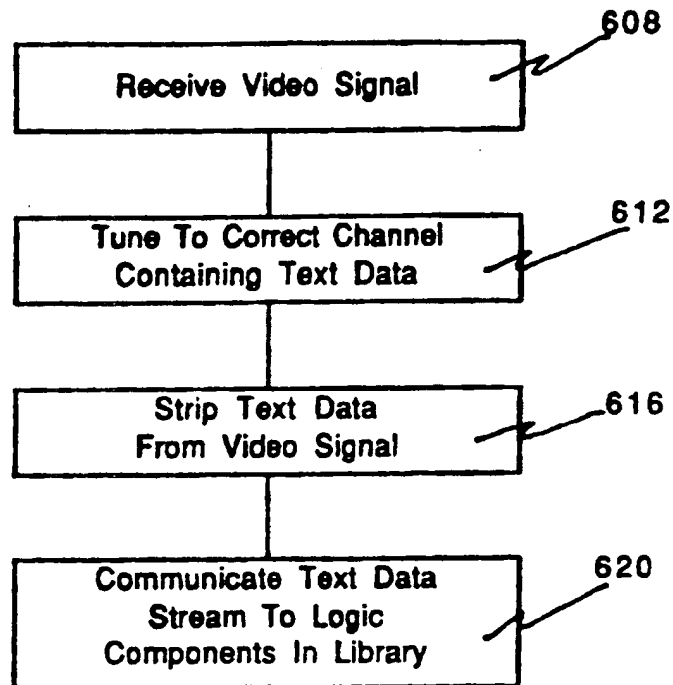 608
Receive Video Signal
612
Tune To Correct Channel
Containing Text Data
616
Strip Text Data
From Video Signal
620
Communicate Text Data
Stream To Logic
Components In Library